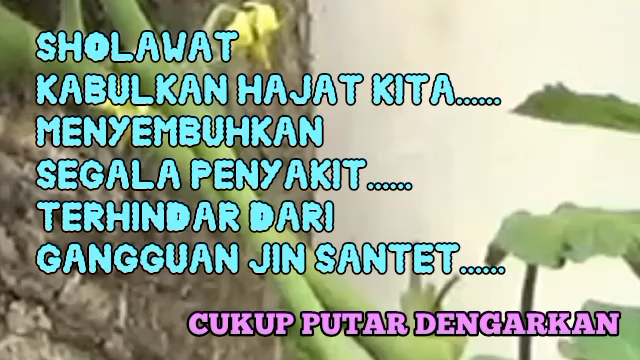 SHOLAWAT
KABULKAN HAJAT KITA......
MENYEMBUHKAN
SEGALA PENYAKIT......
TERHINDAR DARI
GANGGUAN JIN SANTET......
CUKUP PUTAR DENGARKAN